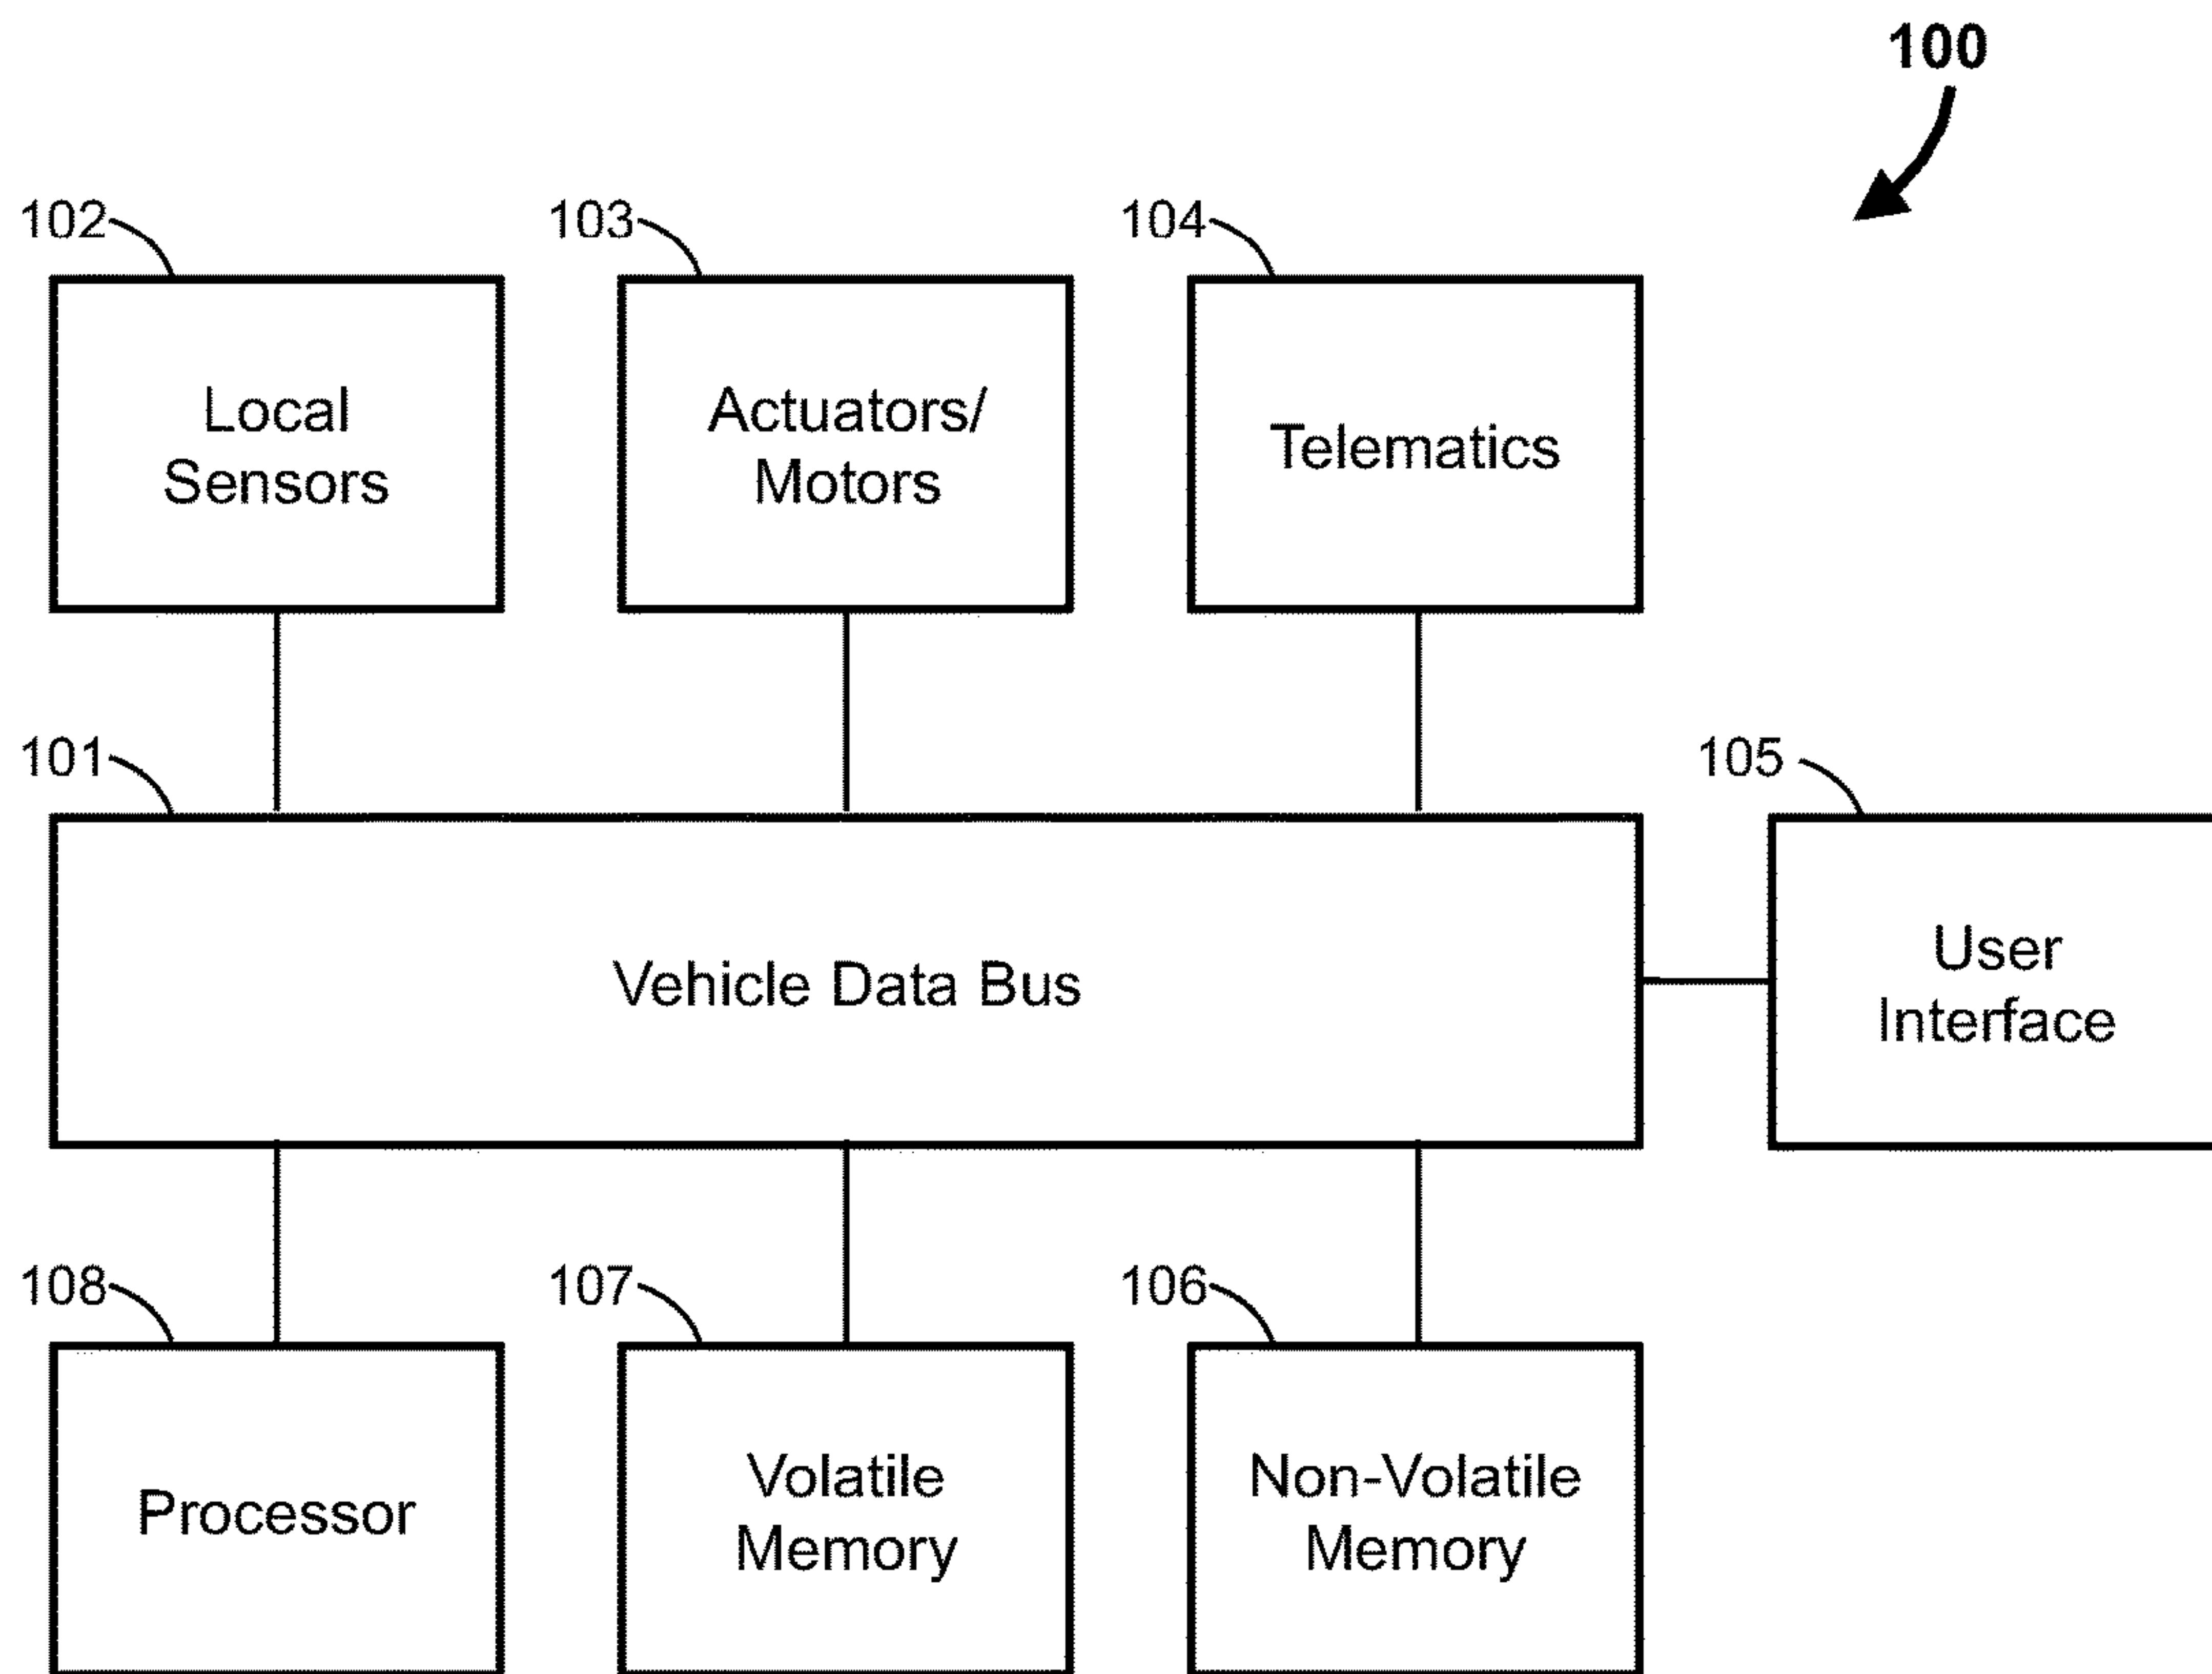 100
102
103
104
Local
Sensors
Actuators/
Motors
Telematics
101
105
Vehicle Data Bus
User
Interface
108
107
106
Processor
Volatile
Memory
Non-Volatile
Memory